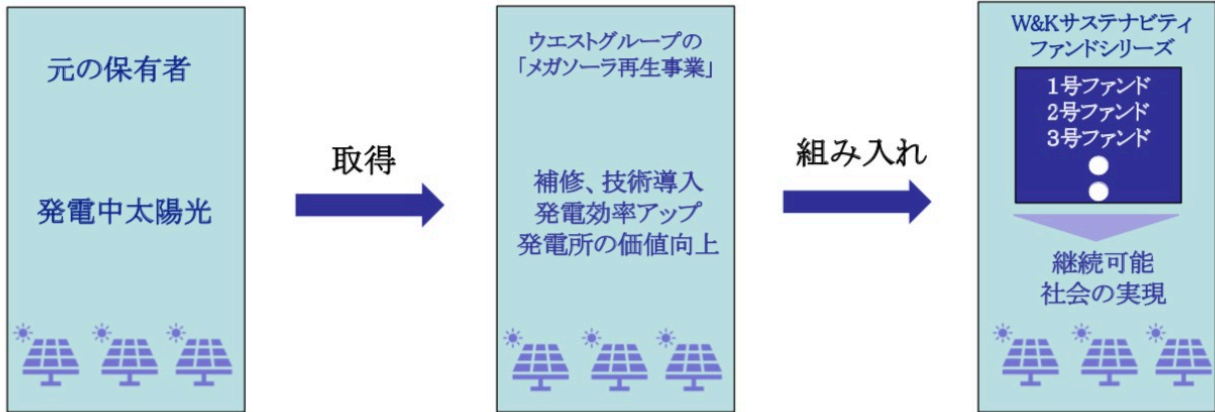 元の保有者
発電中太陽光
取得
ウエストグループの
「メガソーラ再生事業」
補修、技術導入
発電効率アップ
発電所の価値向上
組み入れ
W&Kサステナビティ
ファンドシリーズ
1号ファンド
2号ファンド
3号ファンド
継続可能
社会の実現